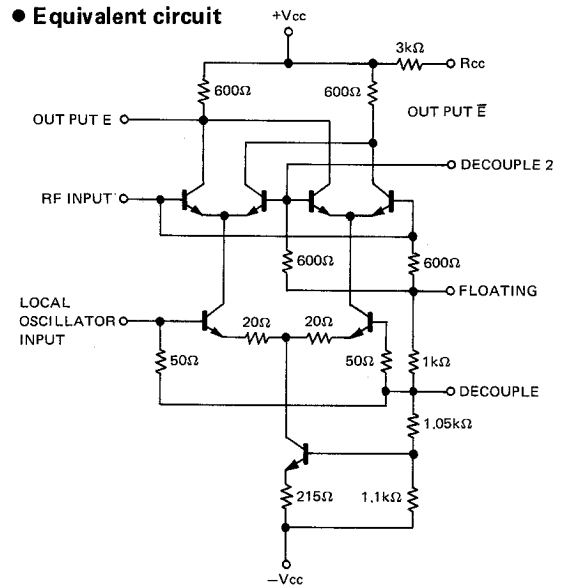 ● Equivalent circuit
+Vcc
3kΩ
Rcc
600Ω
600Ω
OUT PUT E̅
OUT PUT E
DECOUPLE 2
RF INPUT
600Ω
600Ω
FLOATING
LOCAL
OSCILLATOR
INPUT
20Ω
20Ω
50Ω
50Ω
1kΩ
DECOUPLE
1.05kΩ
215Ω
1.1kΩ
−Vcc